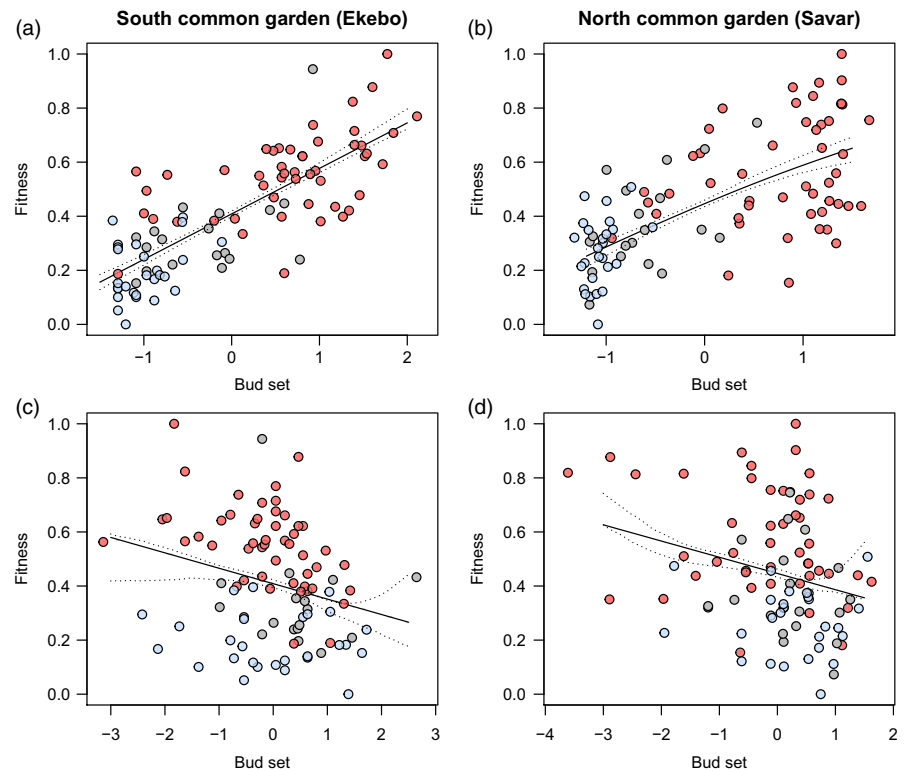 South common garden (Ekebo)
North common garden (Savar)
(a)
1.0
0.8
0.6
0.4
0.2
0.0
Fitness
−1 0 1 2
Bud set
(b)
1.0
0.8
0.6
0.4
0.2
0.0
Fitness
−1 0 1
Bud set
(c)
1.0
0.8
0.6
0.4
0.2
0.0
Fitness
−3 −2 −1 0 1 2 3
Bud set
(d)
1.0
0.8
0.6
0.4
0.2
0.0
Fitness
−4 −3 −2 −1 0 1 2
Bud set